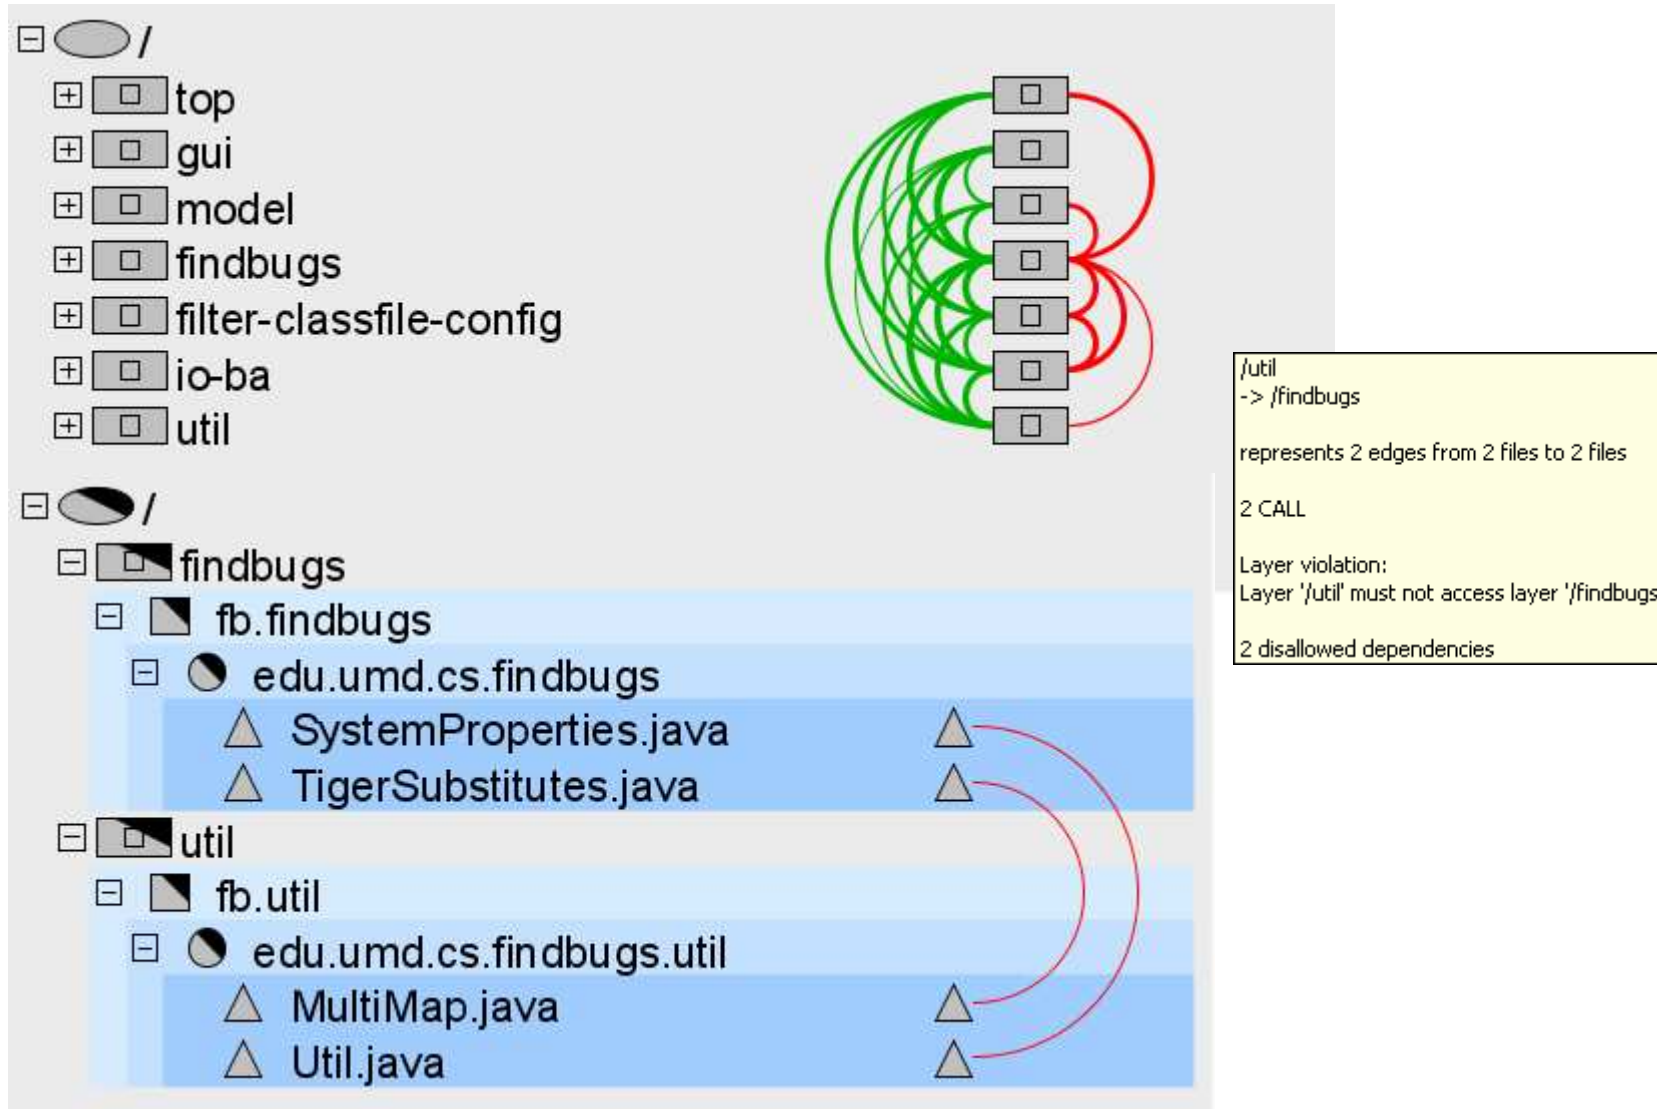 /
top
gui
model
findbugs
filter-classfile-config
io-ba
util
/util
-> /findbugs
represents 2 edges from 2 files to 2 files
2 CALL
Layer violation:
Layer '/util' must not access layer '/findbugs
2 disallowed dependencies
/
findbugs
fb.findbugs
edu.umd.cs.findbugs
SystemProperties.java
TigerSubstitutes.java
util
fb.util
edu.umd.cs.findbugs.util
MultiMap.java
Util.java